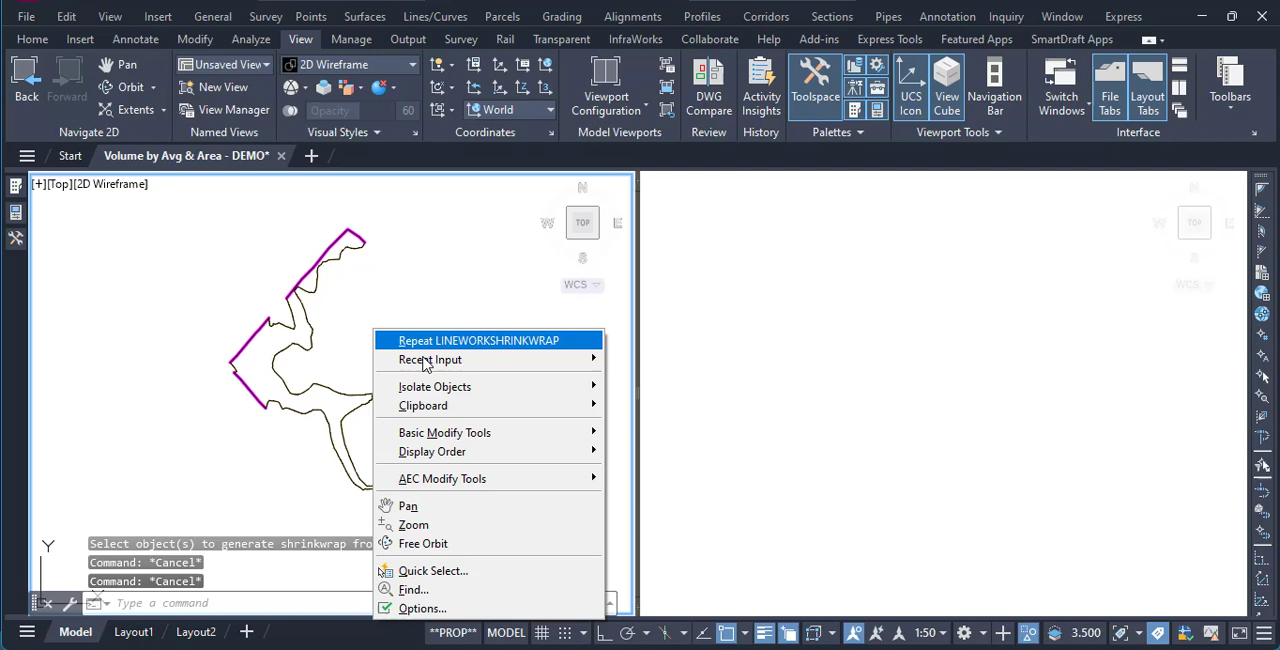 File Edit View Insert General Survey Points Surfaces Lines/Curves Parcels Grading Alignments Profiles Corridors Sections Pipes Annotation Inquiry Window Express
Home Insert Annotate Modify Analyze View Manage Output Survey Rail Transparent InfraWorks Collaborate Help Add-ins Express Tools Featured Apps SmartDraft Apps
Back Forward
Pan
Orbit
Extents
Navigate 2D
Unsaved View
New View
View Manager
Named Views
2D Wireframe
Opacity 60
Visual Styles
World
Coordinates
Viewport
Configuration
Model Viewports
DWG
Compare
Review
Activity
Insights
History
Toolspace
Palettes
UCS
Icon
View
Cube
Navigation
Bar
Viewport Tools
Switch
Windows
File
Tabs
Layout
Tabs
Interface
Toolbars
Start Volume by Avg & Area - DEMO*
[+][Top][2D Wireframe]
N
W TOP E
S
WCS
N
W TOP E
S
WCS
Repeat LINEWORKSHRINKWRAP
Recent Input
Isolate Objects
Clipboard
Basic Modify Tools
Display Order
AEC Modify Tools
Pan
Zoom
Free Orbit
Quick Select...
Find...
Options...
Y
Select object(s) to generate shrinkwrap fro
Command: *Cancel*
Command: *Cancel*
Type a command
Model Layout1 Layout2 **PROP** MODEL 1:50 3.500